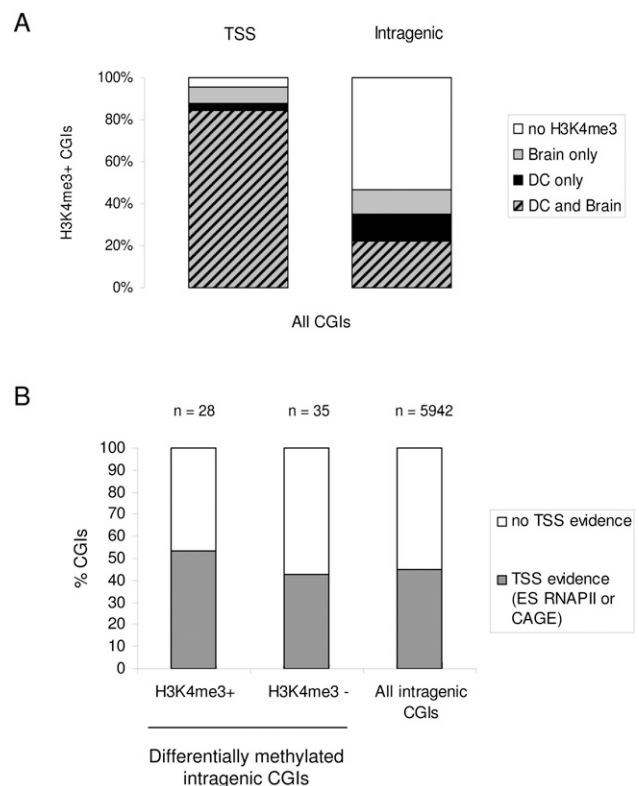 A
TSS
Intragenic
100%
80%
60%
40%
20%
0%
H3K4me3+ CGIs
All CGIs
no H3K4me3
Brain only
DC only
DC and Brain
B
n = 28
n = 35
n = 5942
100
90
80
70
60
50
40
30
20
10
0
% CGIs
H3K4me3+
H3K4me3 -
All intragenic
CGIs
Differentially methylated
intragenic CGIs
no TSS evidence
TSS evidence
(ES RNAPII or
CAGE)